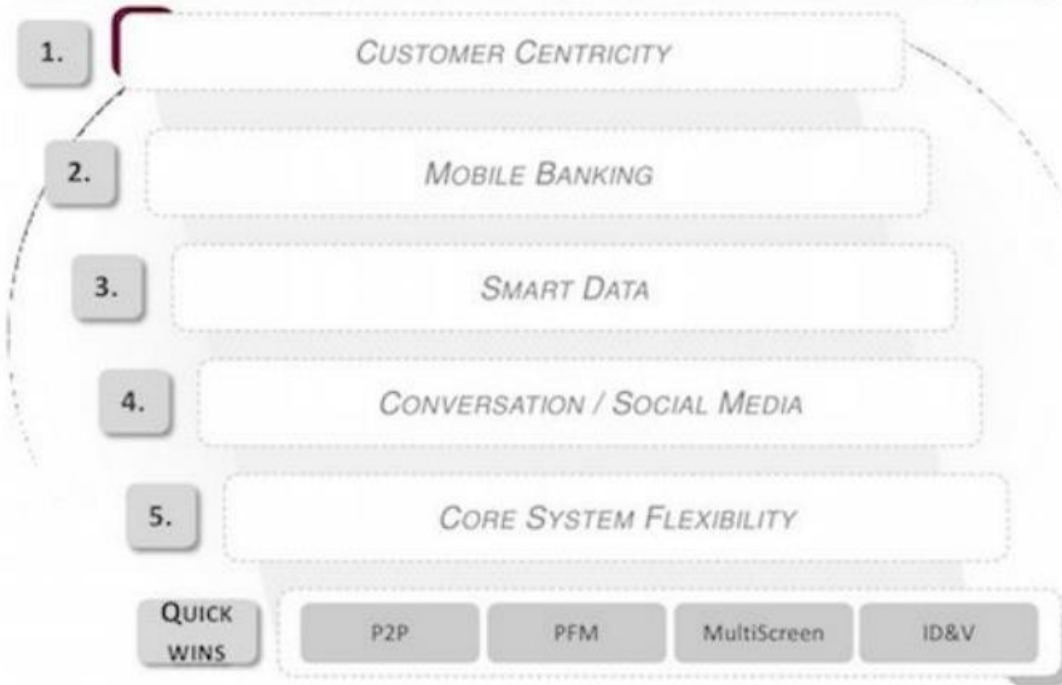 1. CUSTOMER CENTRICITY
2. MOBILE BANKING
3. SMART DATA
4. CONVERSATION / SOCIAL MEDIA
5. CORE SYSTEM FLEXIBILITY
QUICK
WINS
P2P PFM MultiScreen ID&V